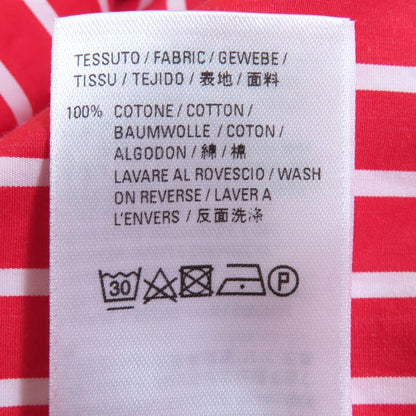 TESSUTO / FABRIC / GEWEBE /
TISSU / TEJIDO / 表地 / 面料
100% COTONE / COTTON /
BAUMWOLLE / COTON /
ALGODON / 綿 / 棉
LAVARE AL ROVESCIO / WASH
ON REVERSE / LAVER A
L'ENVERS / 反面洗涤
30 P